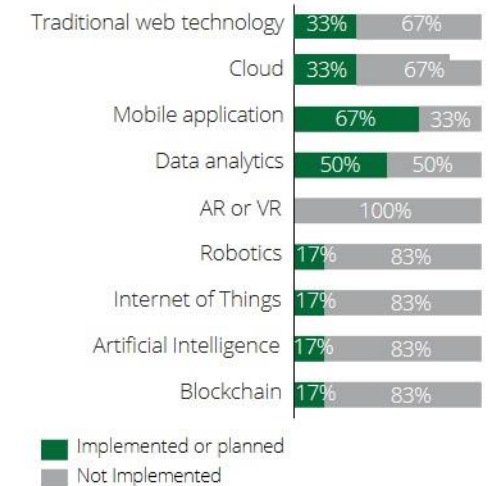 Traditional web technology 33% 67%
Cloud 33% 67%
Mobile application 67% 33%
Data analytics 50% 50%
AR or VR 100%
Robotics 17% 83%
Internet of Things 17% 83%
Artificial Intelligence 17% 83%
Blockchain 17% 83%
Implemented or planned
Not Implemented